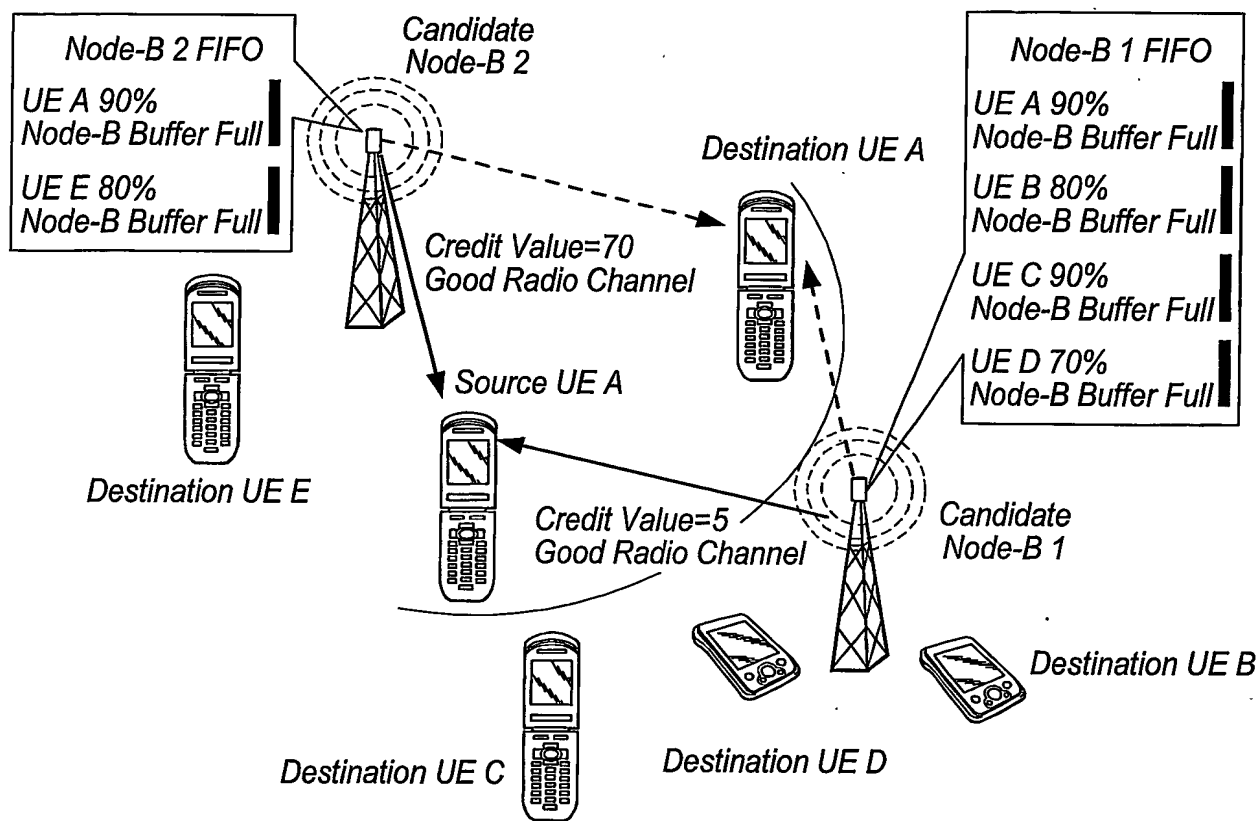 Node-B 2 FIFO
UE A 90%
Node-B Buffer Full
UE E 80%
Node-B Buffer Full
Candidate
Node-B 2
Node-B 1 FIFO
UE A 90%
Node-B Buffer Full
UE B 80%
Node-B Buffer Full
UE C 90%
Node-B Buffer Full
UE D 70%
Node-B Buffer Full
Destination UE A
Credit Value=70
Good Radio Channel
Source UE A
Destination UE E
Credit Value=5
Good Radio Channel
Candidate
Node-B 1
Destination UE B
Destination UE D
Destination UE C